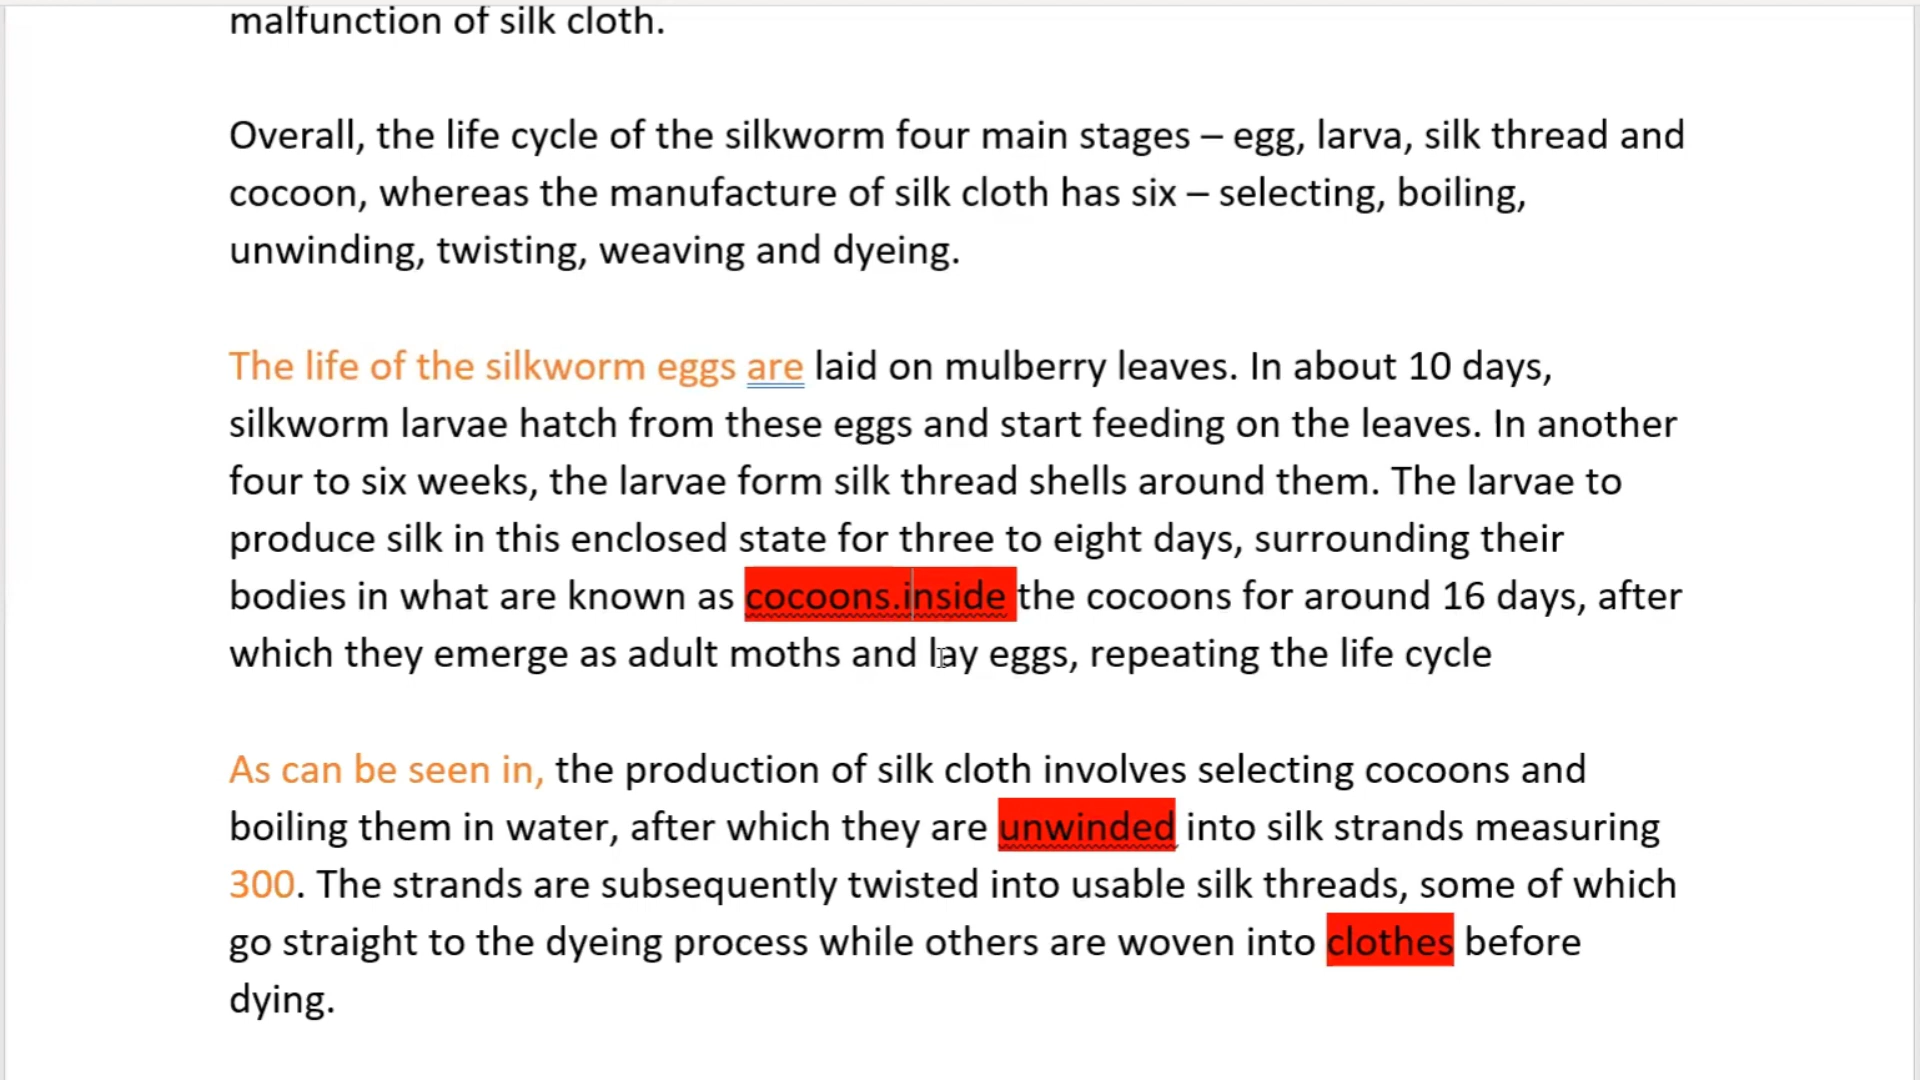 malfunction of silk cloth.
Overall, the life cycle of the silkworm four main stages – egg, larva, silk thread and
cocoon, whereas the manufacture of silk cloth has six – selecting, boiling,
unwinding, twisting, weaving and dyeing.
The life of the silkworm eggs are laid on mulberry leaves. In about 10 days,
silkworm larvae hatch from these eggs and start feeding on the leaves. In another
four to six weeks, the larvae form silk thread shells around them. The larvae to
produce silk in this enclosed state for three to eight days, surrounding their
bodies in what are known as cocoons.inside the cocoons for around 16 days, after
which they emerge as adult moths and lay eggs, repeating the life cycle
As can be seen in, the production of silk cloth involves selecting cocoons and
boiling them in water, after which they are unwinded into silk strands measuring
300. The strands are subsequently twisted into usable silk threads, some of which
go straight to the dyeing process while others are woven into clothes before
dying.